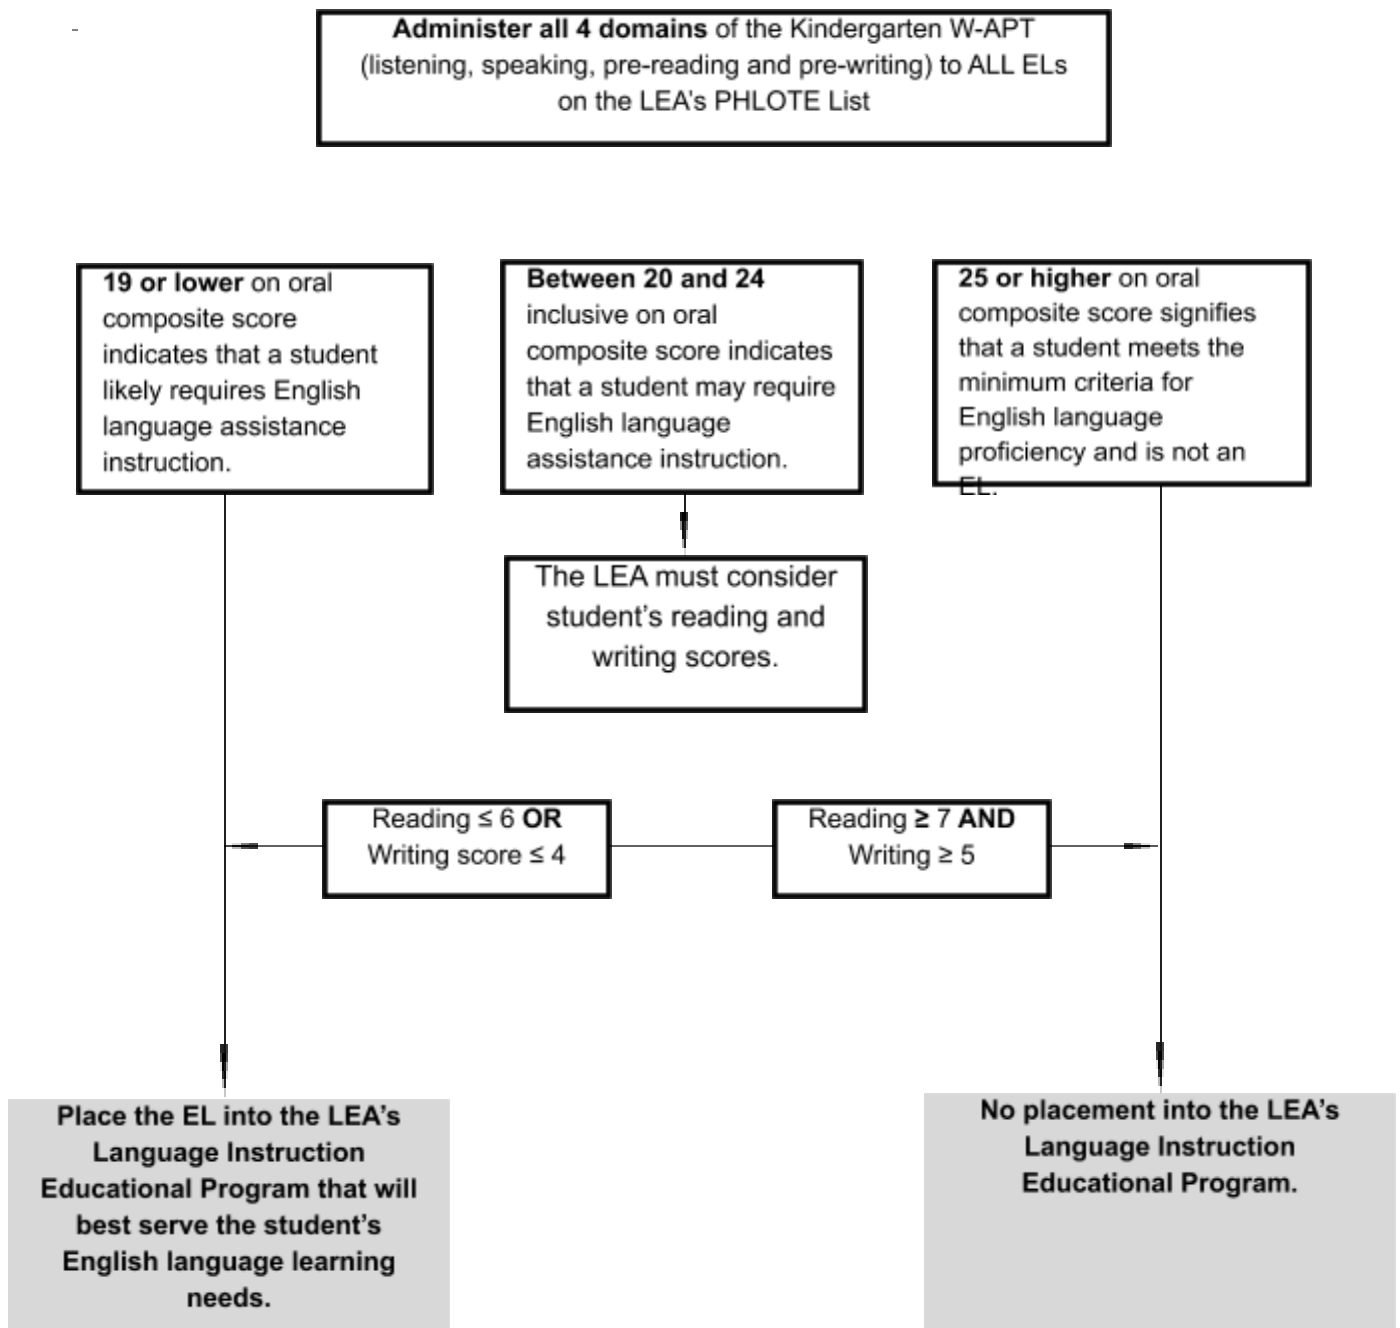 Administer all 4 domains of the Kindergarten W-APT
(listening, speaking, pre-reading and pre-writing) to ALL ELs
on the LEA’s PHLOTE List
19 or lower on oral
composite score
indicates that a student
likely requires English
language assistance
instruction.
Between 20 and 24
inclusive on oral
composite score indicates
that a student may require
English language
assistance instruction.
25 or higher on oral
composite score signifies
that a student meets the
minimum criteria for
English language
proficiency and is not an
EL.
The LEA must consider
student’s reading and
writing scores.
Reading ≤ 6 OR
Writing score ≤ 4
Reading ≥ 7 AND
Writing ≥ 5
Place the EL into the LEA’s
Language Instruction
Educational Program that will
best serve the student’s
English language learning
needs.
No placement into the LEA’s
Language Instruction
Educational Program.